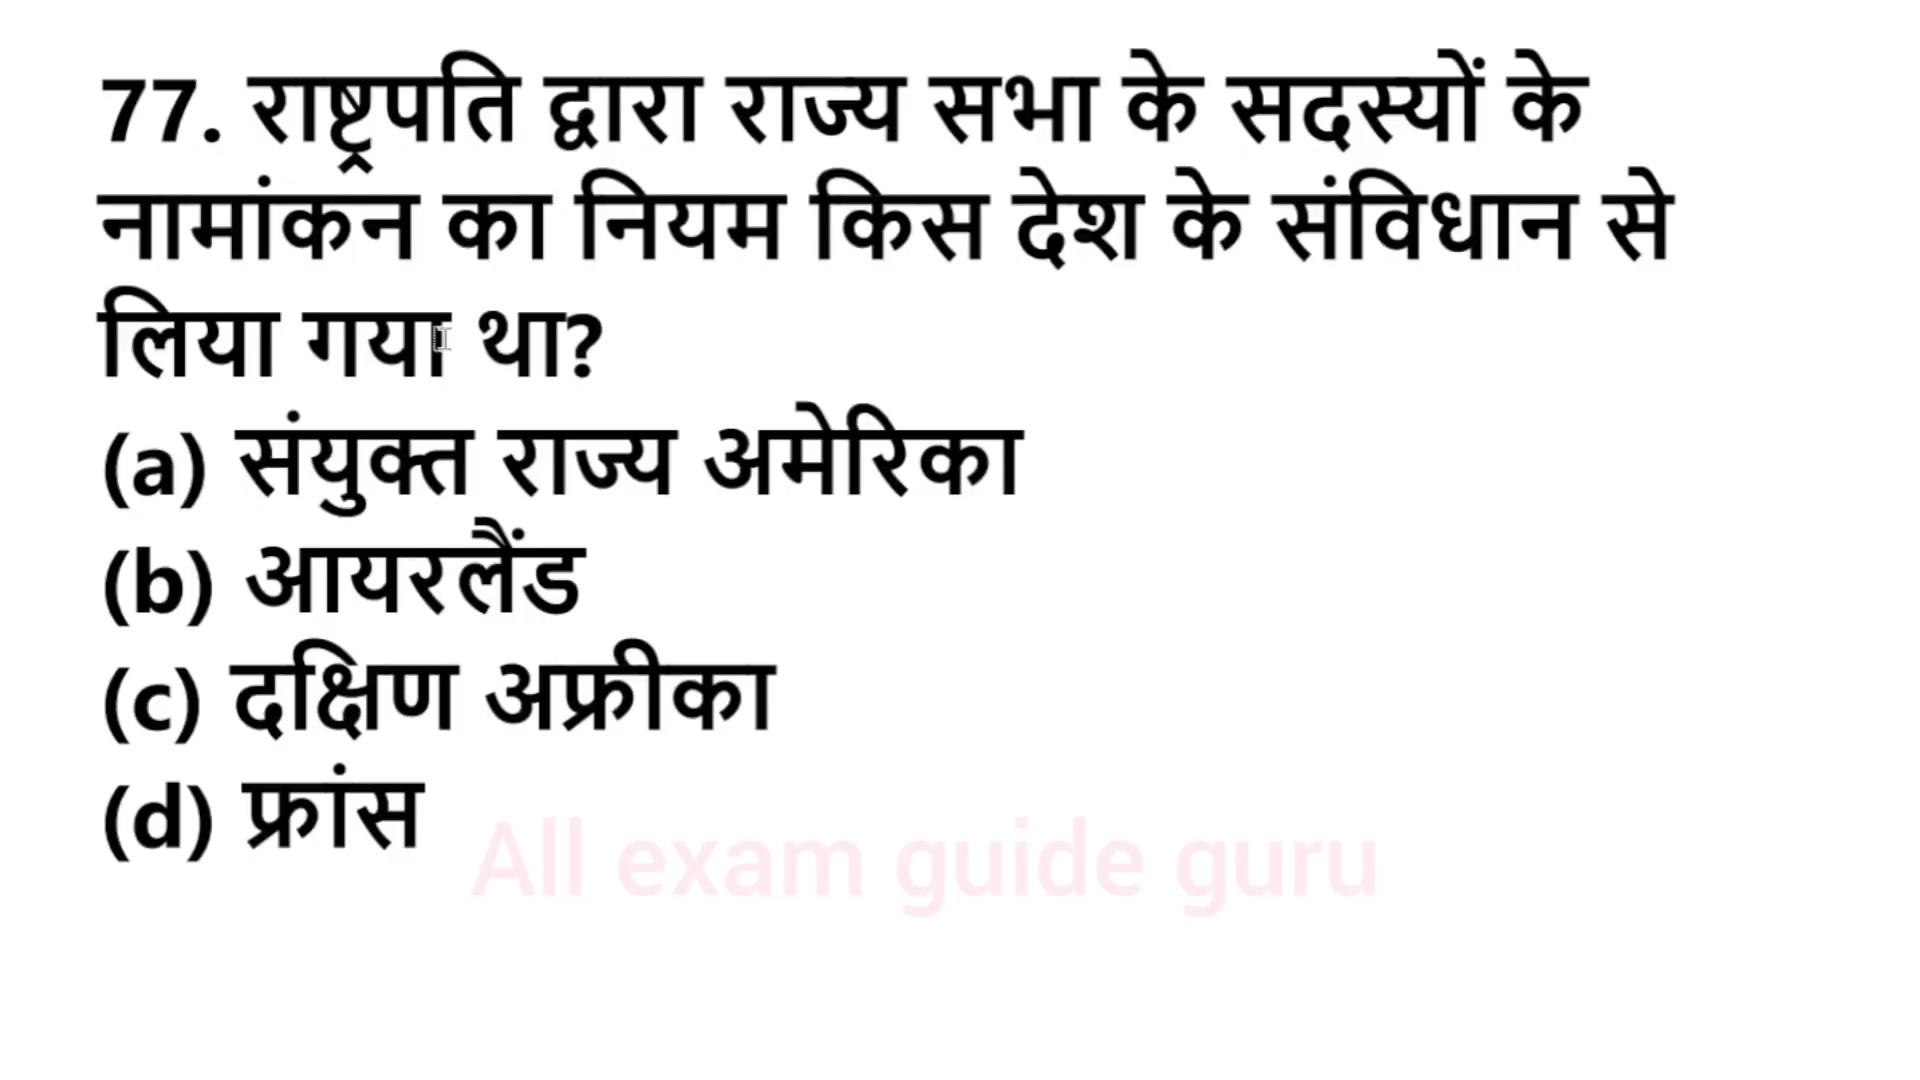 77. राष्ट्रपति द्वारा राज्य सभा के सदस्यों के
नामांकन का नियम किस देश के संविधान से
लिया गया था?
(a) संयुक्त राज्य अमेरिका
(b) आयरलैंड
(c) दक्षिण अफ्रीका
(d) फ्रांस
All exam guide guru